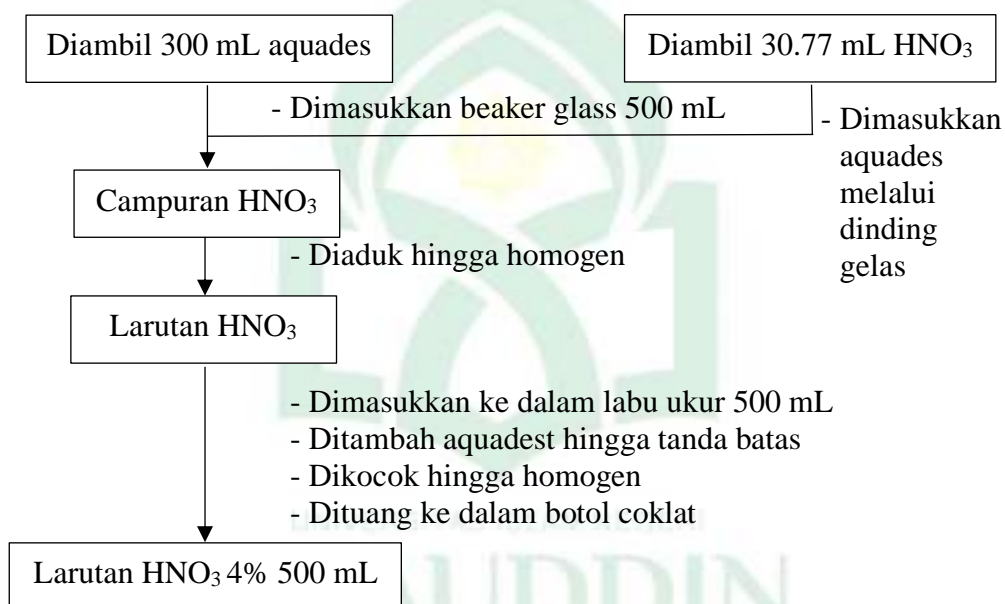 Diambil 300 mL aquades
Diambil 30.77 mL HNO₃
- Dimasukkan beaker glass 500 mL
- Dimasukkan
aquades
melalui
dinding
gelas
Campuran HNO₃
- Diaduk hingga homogen
Larutan HNO₃
- Dimasukkan ke dalam labu ukur 500 mL
- Ditambah aquadest hingga tanda batas
- Dikocok hingga homogen
- Dituang ke dalam botol coklat
Larutan HNO₃ 4% 500 mL